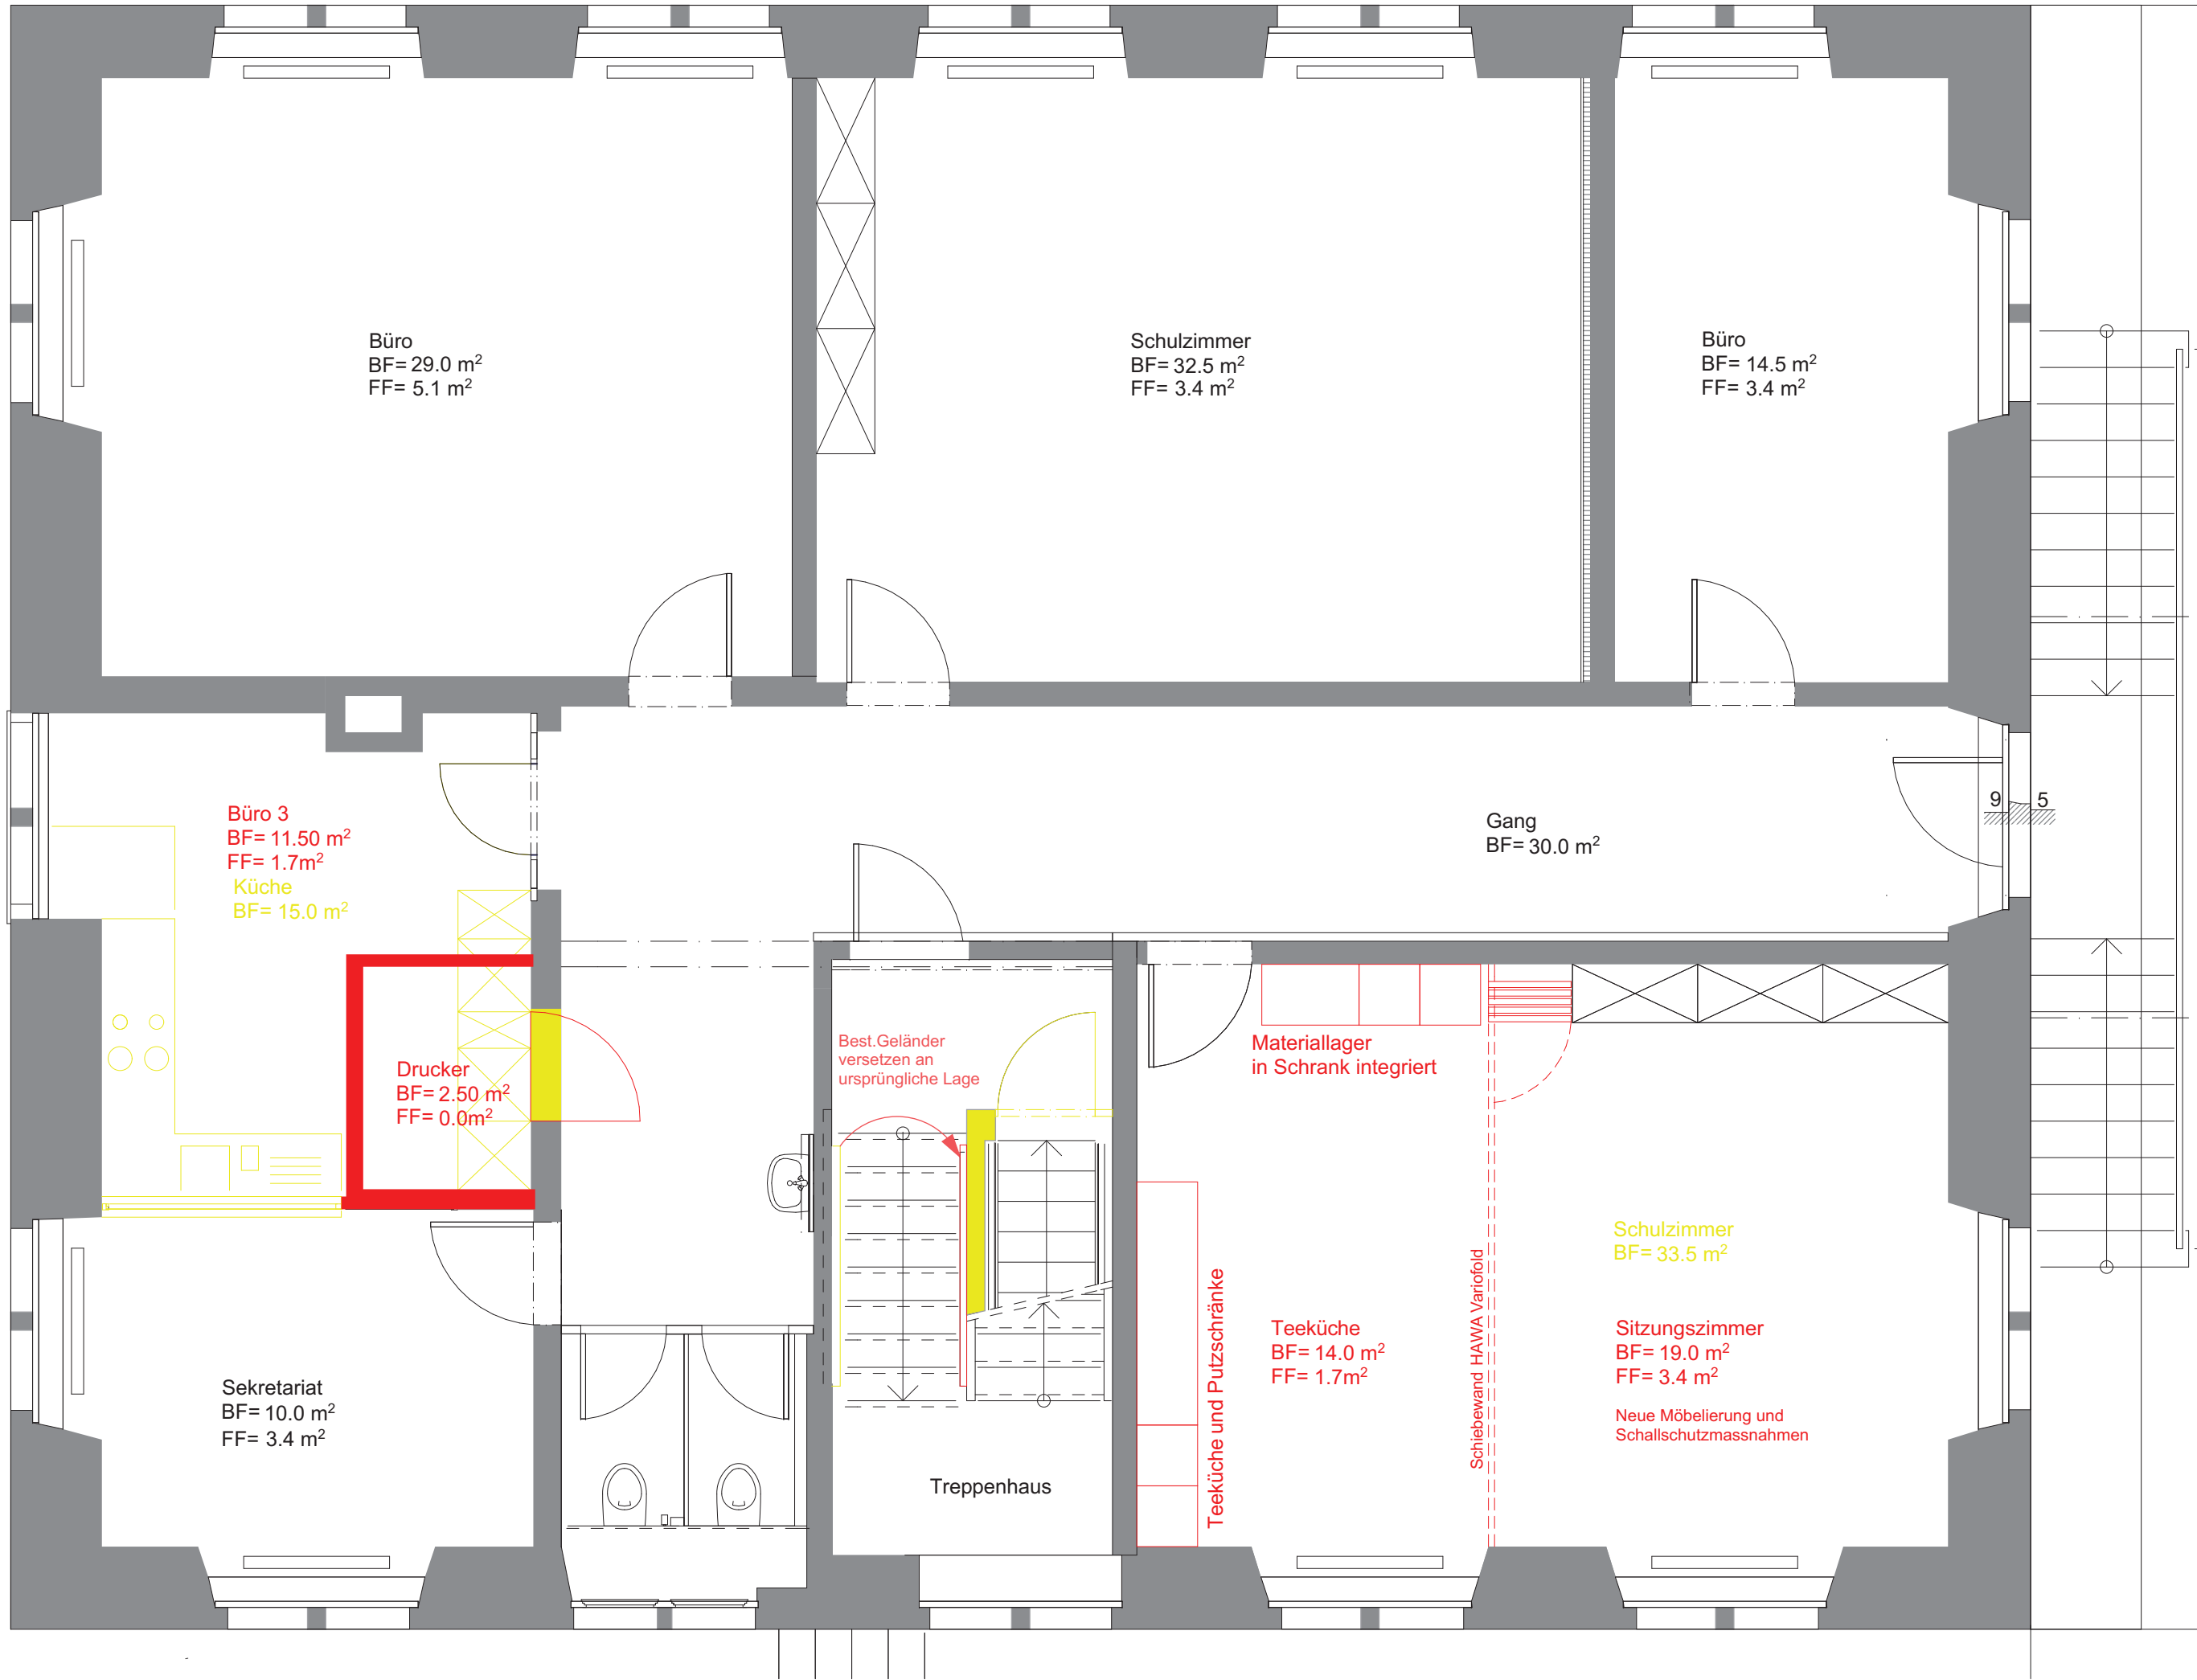 Büro
BF= 29.0 m²
FF= 5.1 m²
Schulzimmer
BF= 32.5 m²
FF= 3.4 m²
Büro
BF= 14.5 m²
FF= 3.4 m²
Büro 3
BF= 11.50 m²
FF= 1.7m²
Küche
BF= 15.0 m²
Gang
BF= 30.0 m²
9 5
Drucker
BF= 2.50 m²
FF= 0.0m²
Best.Geländer
versetzen an
ursprüngliche Lage
Materiallager
in Schrank integriert
Schulzimmer
BF= 33.5 m²
Teeküche und Putzschränke
Teeküche
BF= 14.0 m²
FF= 1.7m²
Schiebewand HAWA Variofold
Sitzungszimmer
BF= 19.0 m²
FF= 3.4 m²
Neue Möbelierung und
Schallschutzmassnahmen
Sekretariat
BF= 10.0 m²
FF= 3.4 m²
Treppenhaus